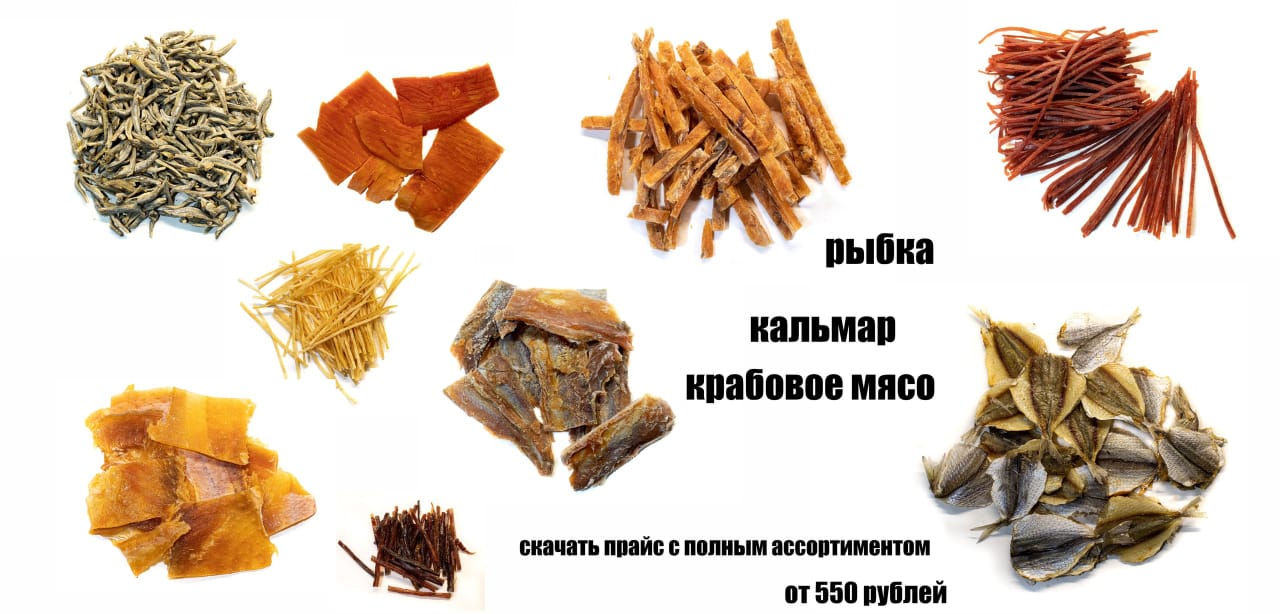 рыбка
кальмар
крабовое мясо
скачать прайс с полным ассортиментом
от 550 рублей